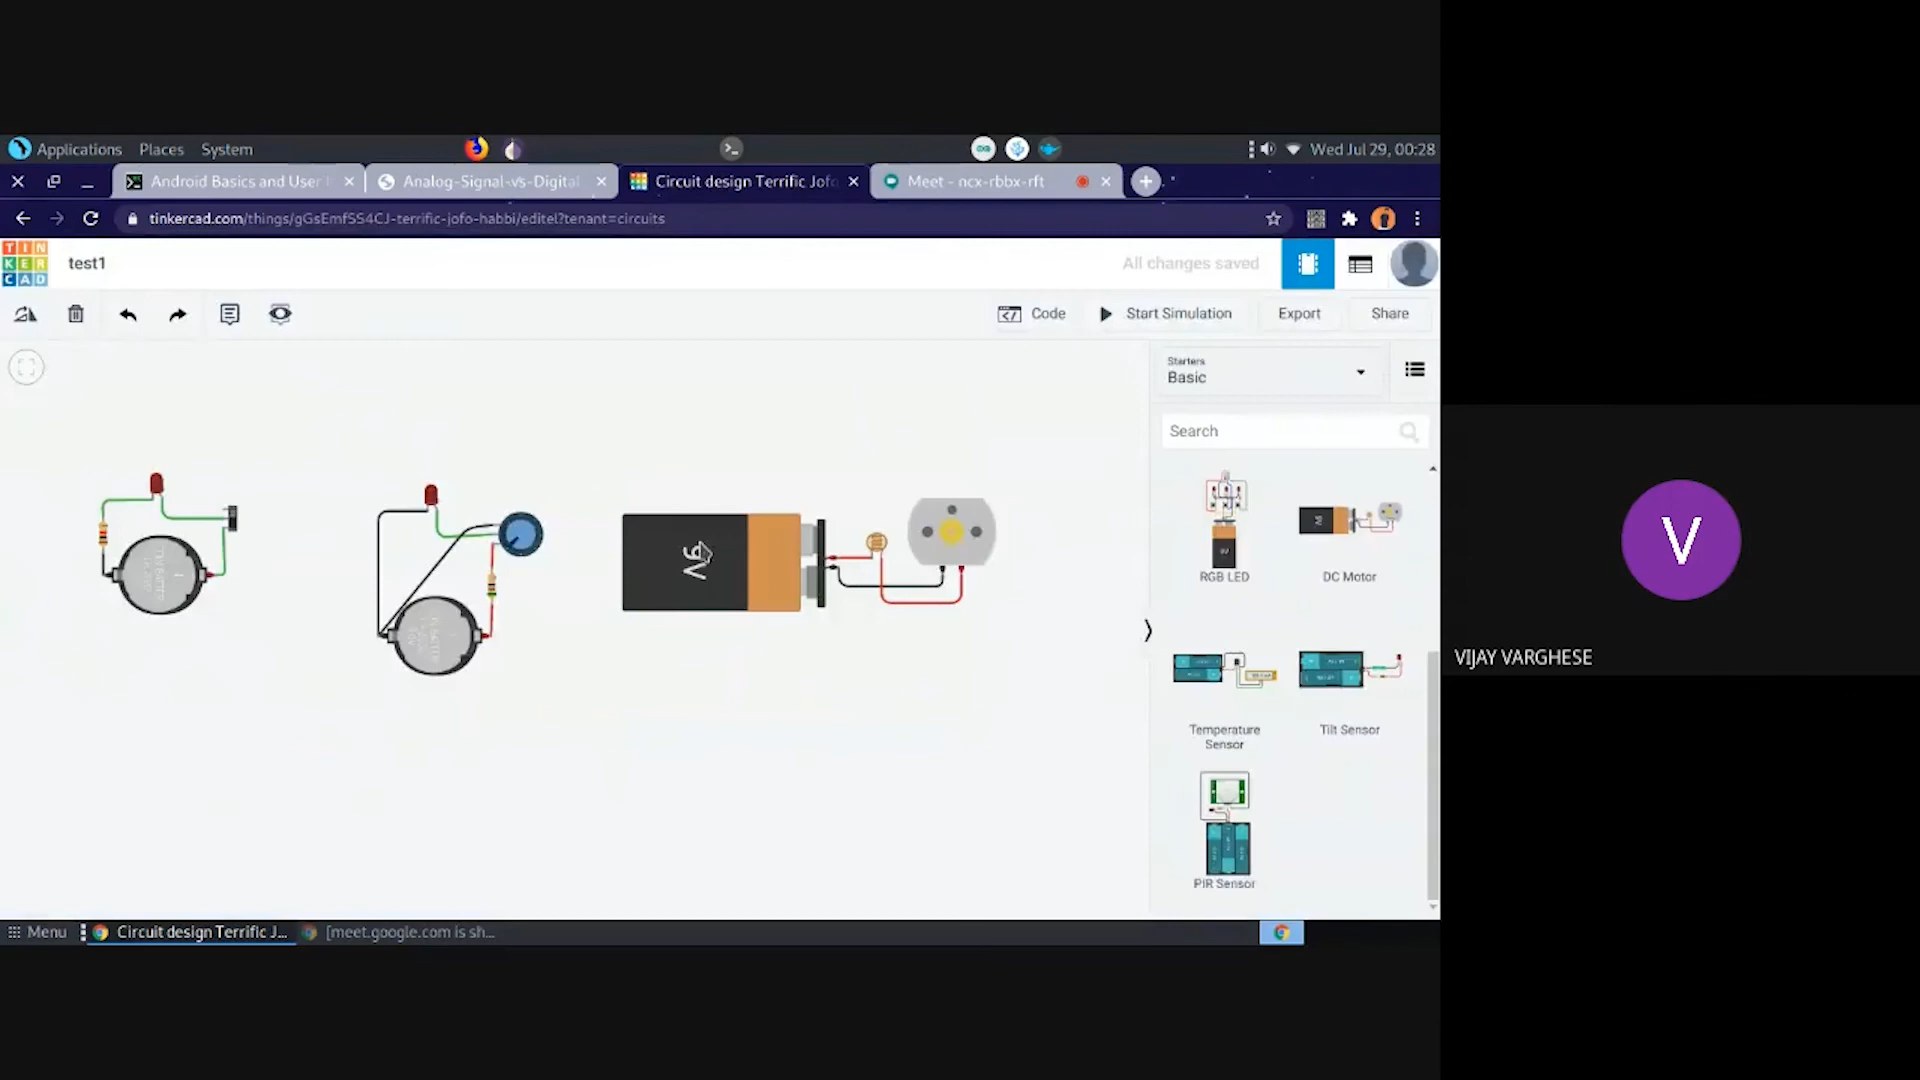 Applications Places System
Wed Jul 29, 00:28
Android Basics and User
Analog-Signal-vs-Digital
Circuit design Terrific Jofo
Meet - ncx-rbbx-rft
tinkercad.com/things/gGsEmfSS4CJ-terrific-jofo-habbi/editel?tenant=circuits
TIN
KER
CAD
test1
All changes saved
Code
Start Simulation
Export
Share
Starters
Basic
Search
9V
RGB LED
DC Motor
Temperature
Sensor
Tilt Sensor
PIR Sensor
VIJAY VARGHESE
V
Menu
Circuit design Terrific J...
[meet.google.com is sh...